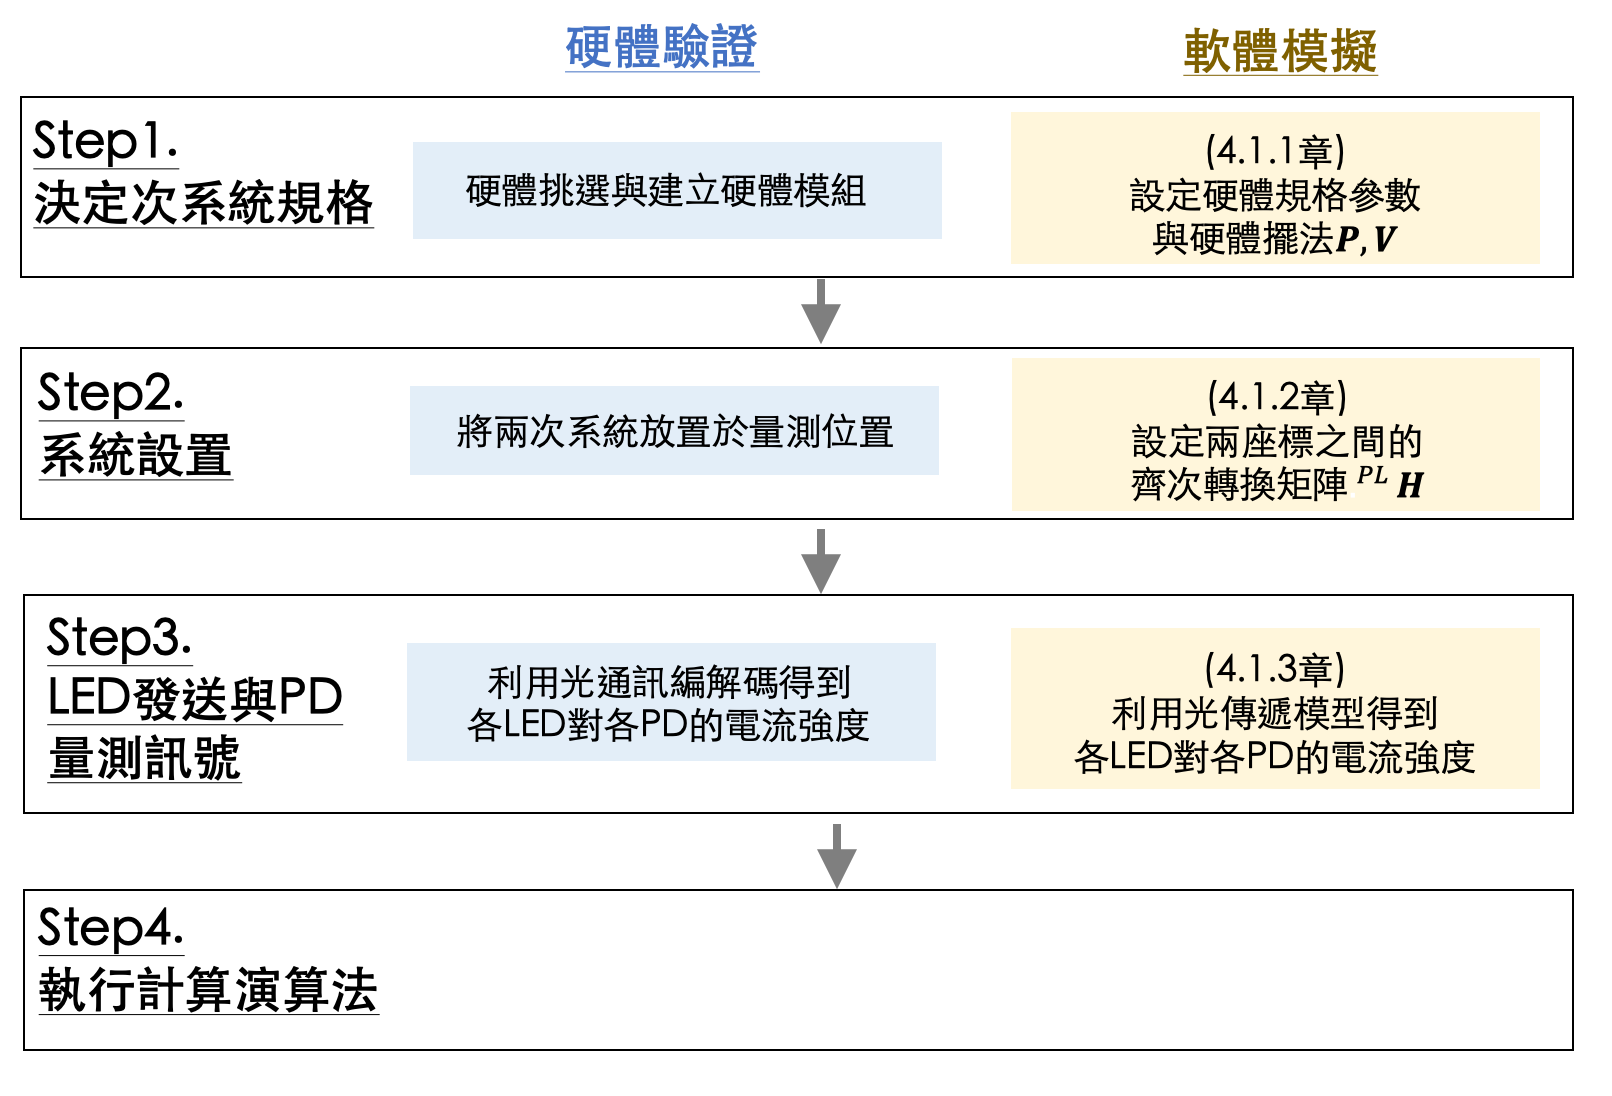 硬體驗證
軟體模擬
Step1.
決定次系統規格
硬體挑選與建立硬體模組
(4.1.1章)
設定硬體規格參數
與硬體擺法P, V
Step2.
系統設置
將兩次系統放置於量測位置
(4.1.2章)
設定兩座標之間的
齊次轉換矩陣 PL H
Step3.
LED發送與PD
量測訊號
利用光通訊編解碼得到
各LED對各PD的電流強度
(4.1.3章)
利用光傳遞模型得到
各LED對各PD的電流強度
Step4.
執行計算演算法